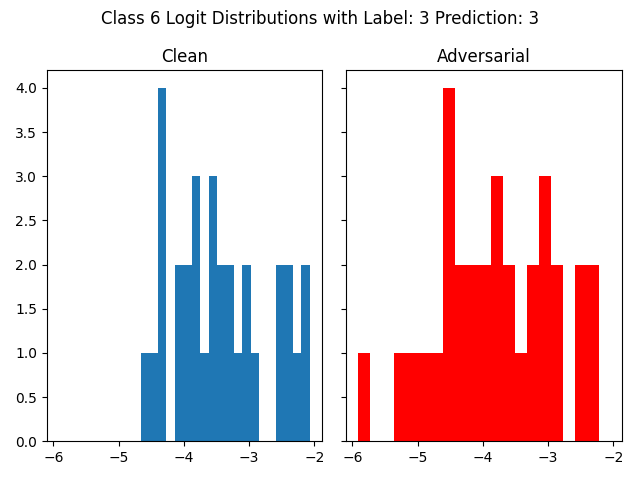 Class 6 Logit Distributions with Label: 3 Prediction: 3
Clean
Adversarial
4.0
3.5
3.0
2.5
2.0
1.5
1.0
0.5
0.0
−6 −5 −4 −3 −2
−6 −5 −4 −3 −2